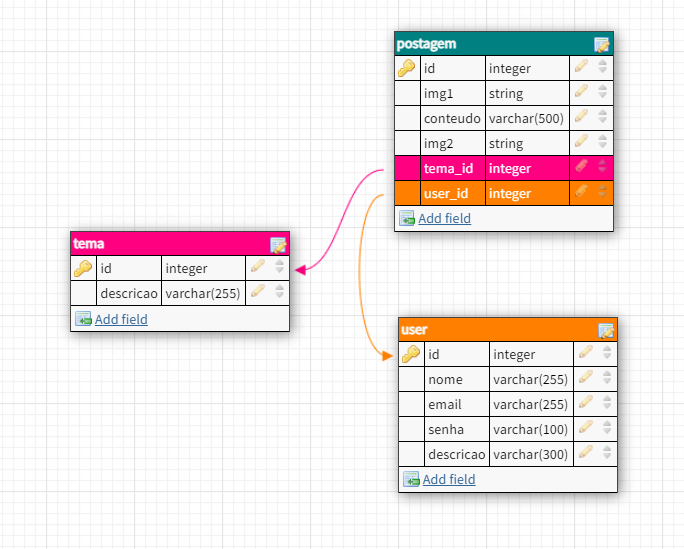 postagem
id integer
img1 string
conteudo varchar(500)
img2 string
tema_id integer
user_id integer
Add field
tema
id integer
descricao varchar(255)
Add field
user
id integer
nome varchar(255)
email varchar(255)
senha varchar(100)
descricao varchar(300)
Add field